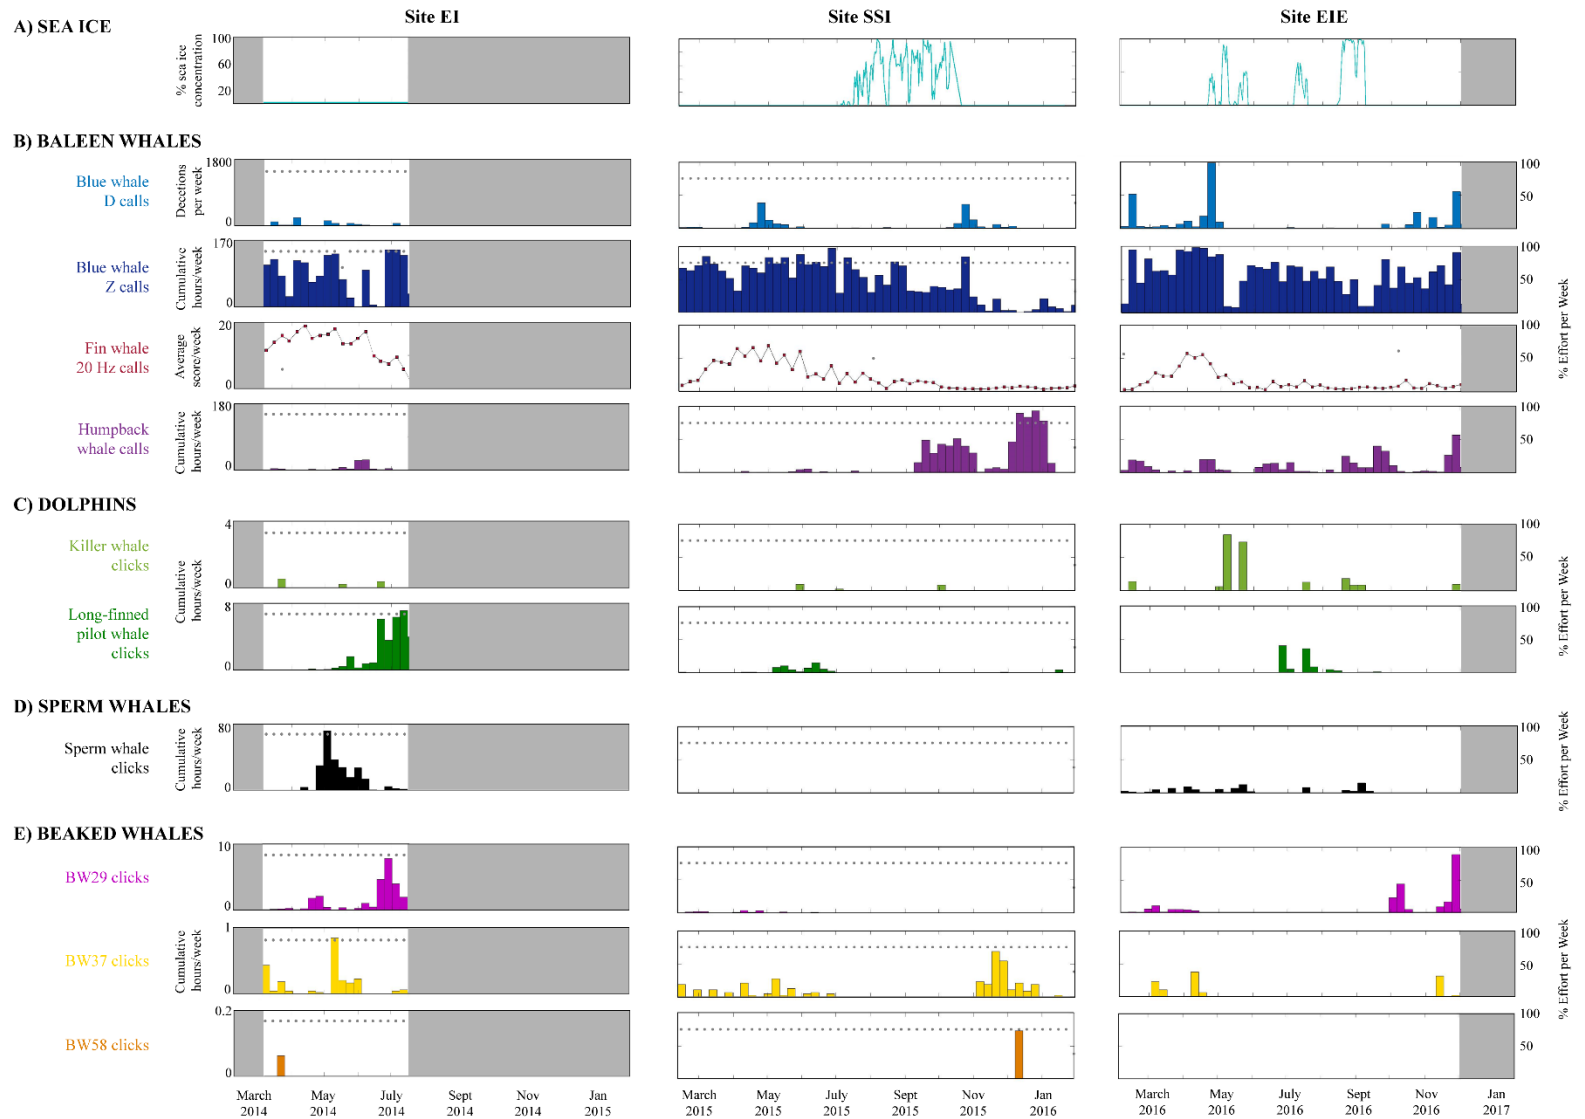 Site EI
Site SSI
Site EIE
A) SEA ICE
% sea ice
concentration
100
60
20
B) BALEEN WHALES
Blue whale
D calls
Decections
per week
1800
0
100
50
Blue whale
Z calls
Cumulative
hours/week
170
0
100
50
Fin whale
20 Hz calls
Average
score/week
20
0
100
50
Humpback
whale calls
Cumulative
hours/week
180
0
100
50
% Effort per Week
C) DOLPHINS
Killer whale
clicks
4
0
100
50
Long-finned
pilot whale
clicks
Cumulative
hours/week
8
0
100
50
% Effort per Week
D) SPERM WHALES
Sperm whale
clicks
Cumulative
hours/week
80
0
100
50
% Effort per Week
E) BEAKED WHALES
BW29 clicks
10
0
100
50
BW37 clicks
Cumulative
hours/week
1
0
100
50
BW58 clicks
0.2
0
100
50
% Effort per Week
March May July Sept Nov Jan
2014 2014 2014 2014 2014 2015
March May July Sept Nov Jan
2015 2015 2015 2015 2015 2016
March May July Sept Nov Jan
2016 2016 2016 2016 2016 2017